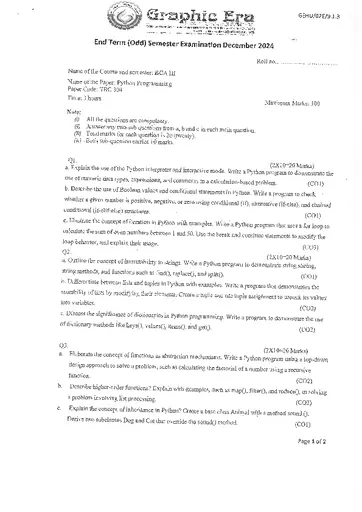 Graphic Era
End Term (Odd) Semester Examination December 2024
Roll no.
Name of the Course and semester: BCA III
Name of the Paper: Python Programming
Paper Code: TBC 304
Time: 3 hours
Maximum Marks: 100
Note:
(i) All the questions are compulsory.
(ii) Answer any two sub questions from a, b and c in each main question.
(iii) Total marks for each question is 20 (twenty).
(iv) Each sub-question carries 10 marks.
Q1.
(2X10=20 Marks)
a. Explain the use of the Python interpreter and interactive mode. Write a Python program to demonstrate the
use of numeric data types, expressions, and comments in a calculation-based problem. (CO1)
b. Describe the use of Boolean values and conditional statements in Python. Write a program to check
whether a given number is positive, negative, or zero using conditional (if), alternative (if-else), and chained
conditional (if-elif-else) structures. (CO1)
c. Illustrate the concept of iteration in Python with examples. Write a Python program that uses a for loop to
calculate the sum of even numbers between 1 and 50. Use the break and continue statements to modify the
loop behavior, and explain their usage.
Q2.
(2X10=20 Marks)
a. Outline the concept of immutability in strings. Write a Python program to demonstrate string slicing,
string methods, and functions such as replace(), and split(). (CO2)
b. Differentiate between lists and tuples in Python with examples. Write a program that demonstrates the
mutability of lists by modifying their elements. Create a tuple and use tuple assignment to unpack its values
into variables. (CO2)
c. Discuss the significance of dictionaries in Python programming. Write a program to demonstrate the use
of dictionary methods like keys(), values(), items(), and get(). (CO2)
Q3.
(2X10=20 Marks)
a. Elaborate the concept of functions as abstraction mechanisms. Write a Python program using a top-down
design approach to solve a problem, such as calculating the factorial of a number using a recursive
function. (CO2)
b. Describe higher-order functions? Explain with examples, such as map(), filter(), and reduce(), in solving
a problem involving list processing. (CO2)
c. Explain the concept of Inheritance in Python? Create a base class Animal with a method sound().
Derive two subclasses Dog and Cat that override the sound() method. (CO1)
Page 1 of 2